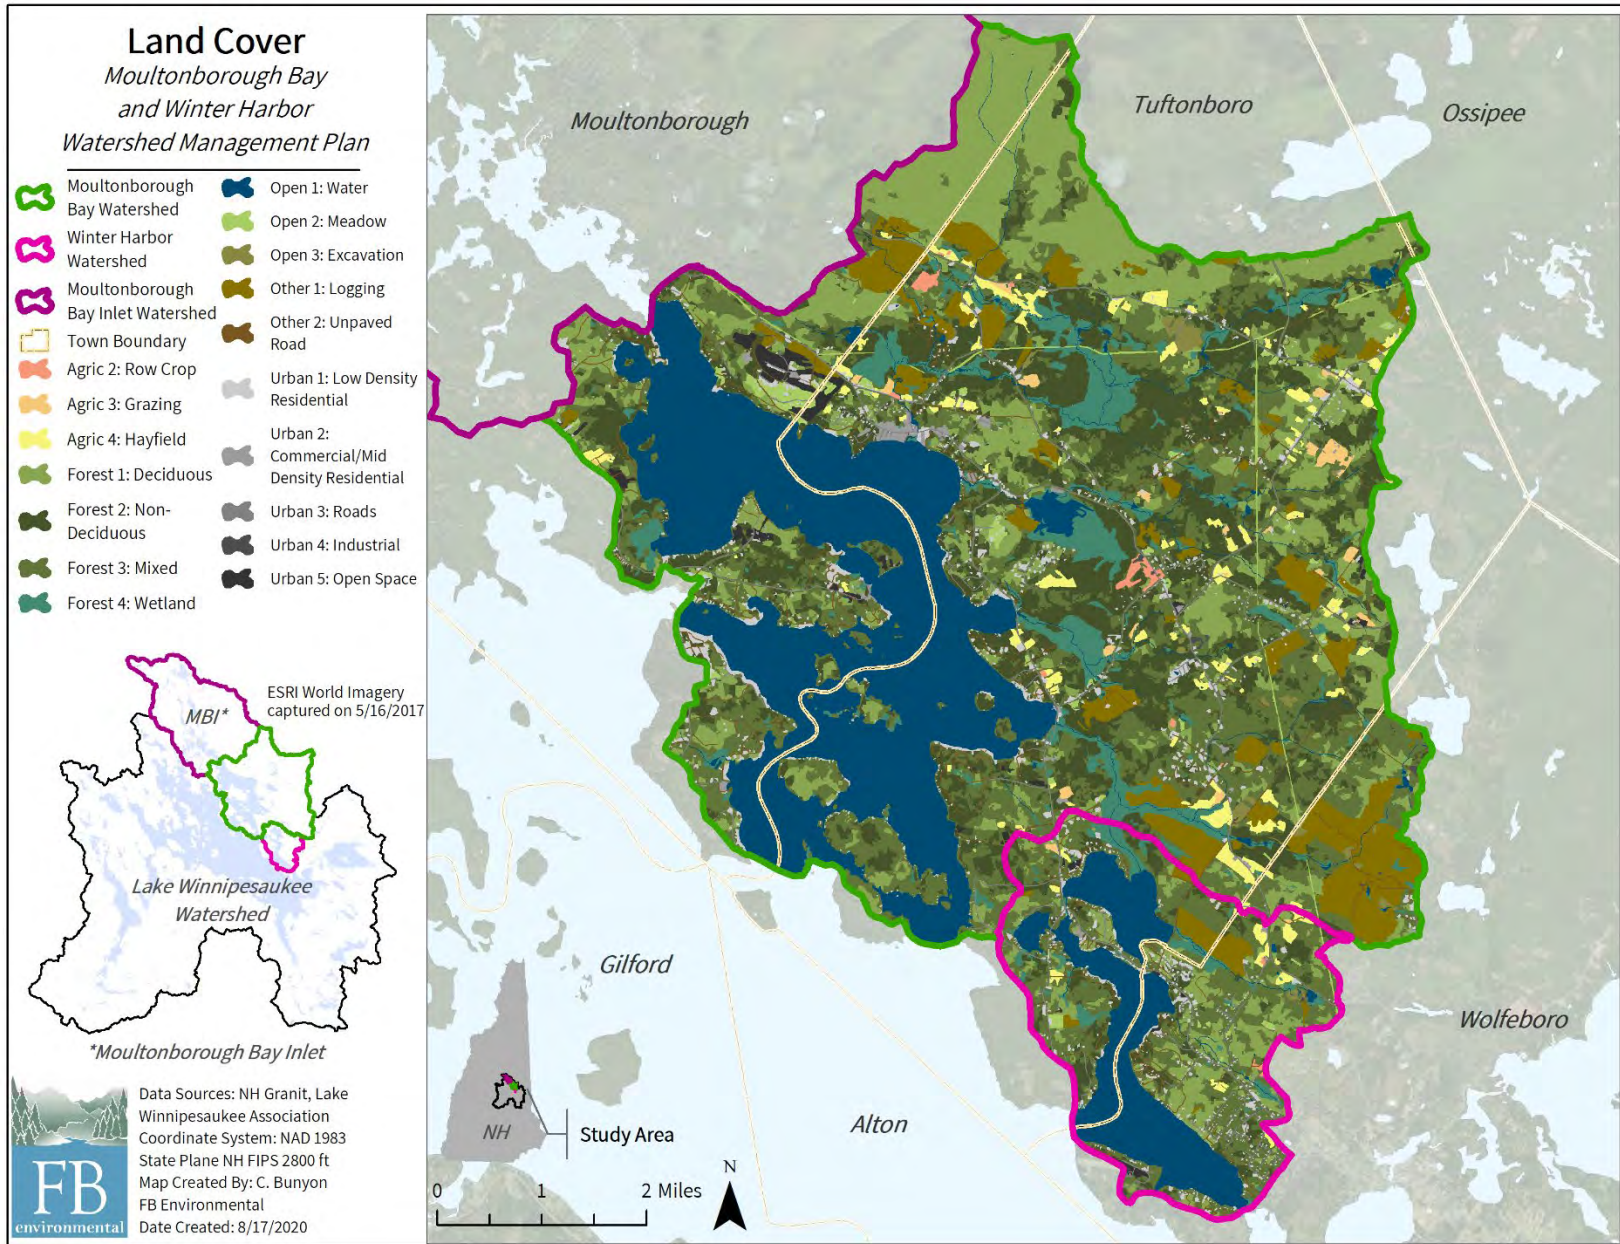 Land Cover
Moultonborough Bay
and Winter Harbor
Watershed Management Plan
Moultonborough
Bay Watershed
Winter Harbor
Watershed
Moultonborough
Bay Inlet Watershed
Town Boundary
Agric 2: Row Crop
Agric 3: Grazing
Agric 4: Hayfield
Forest 1: Deciduous
Forest 2: Non-
Deciduous
Forest 3: Mixed
Forest 4: Wetland
Open 1: Water
Open 2: Meadow
Open 3: Excavation
Other 1: Logging
Other 2: Unpaved
Road
Urban 1: Low Density
Residential
Urban 2:
Commercial/Mid
Density Residential
Urban 3: Roads
Urban 4: Industrial
Urban 5: Open Space
ESRI World Imagery
captured on 5/16/2017
MBI*
Lake Winnipesaukee
Watershed
*Moultonborough Bay Inlet
FB
environmental
Data Sources: NH Granit, Lake
Winnipesaukee Association
Coordinate System: NAD 1983
State Plane NH FIPS 2800 ft
Map Created By: C. Bunyon
FB Environmental
Date Created: 8/17/2020
Moultonborough
Tuftonboro
Ossipee
Gilford
Alton
Wolfeboro
NH
Study Area
0 1 2 Miles
N